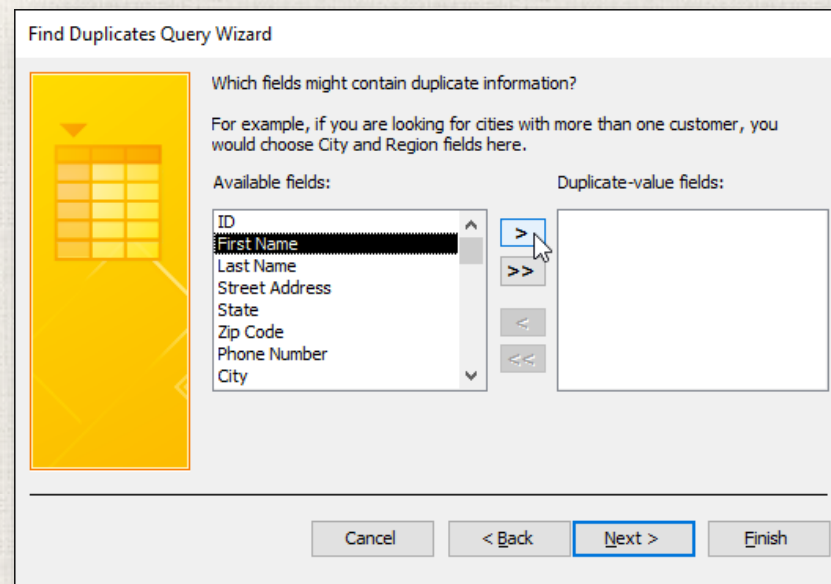 Find Duplicates Query Wizard
Which fields might contain duplicate information?
For example, if you are looking for cities with more than one customer, you
would choose City and Region fields here.
Available fields:
Duplicate-value fields:
ID
First Name
Last Name
Street Address
State
Zip Code
Phone Number
City
>
>>
<
<<
Cancel
< Back
Next >
Finish